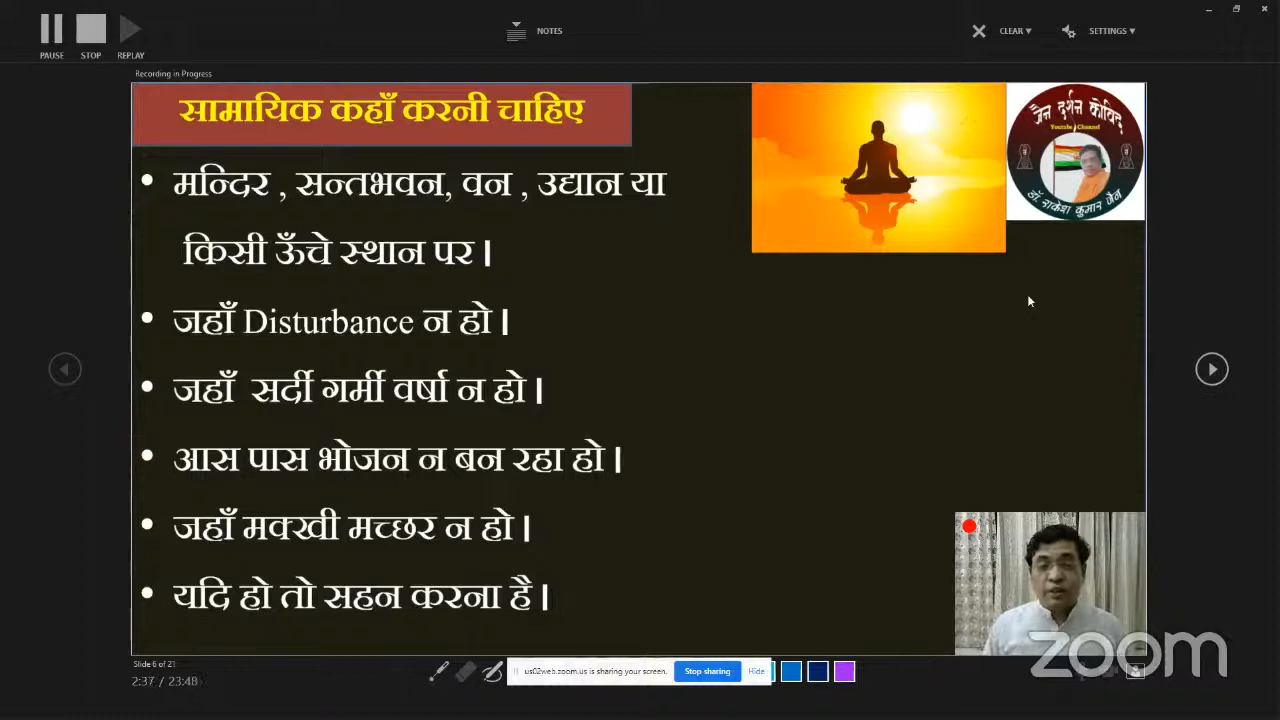 PAUSE STOP REPLAY
NOTES
CLEAR ▼ SETTINGS ▼
Recording in Progress
सामायिक कहाँ करनी चाहिए
जैन दर्शन कोविद
Youtube Channel
डॉ. राकेश कुमार जैन
• मन्दिर , सन्तभवन, वन , उद्यान या
किसी ऊँचे स्थान पर ।
• जहाँ Disturbance न हो ।
• जहाँ सर्दी गर्मी वर्षा न हो ।
• आस पास भोजन न बन रहा हो ।
• जहाँ मक्खी मच्छर न हो ।
• यदि हो तो सहन करना है ।
zoom
Slide 6 of 21
us02web.zoom.us is sharing your screen. Stop sharing Hide
2:37 / 23:48